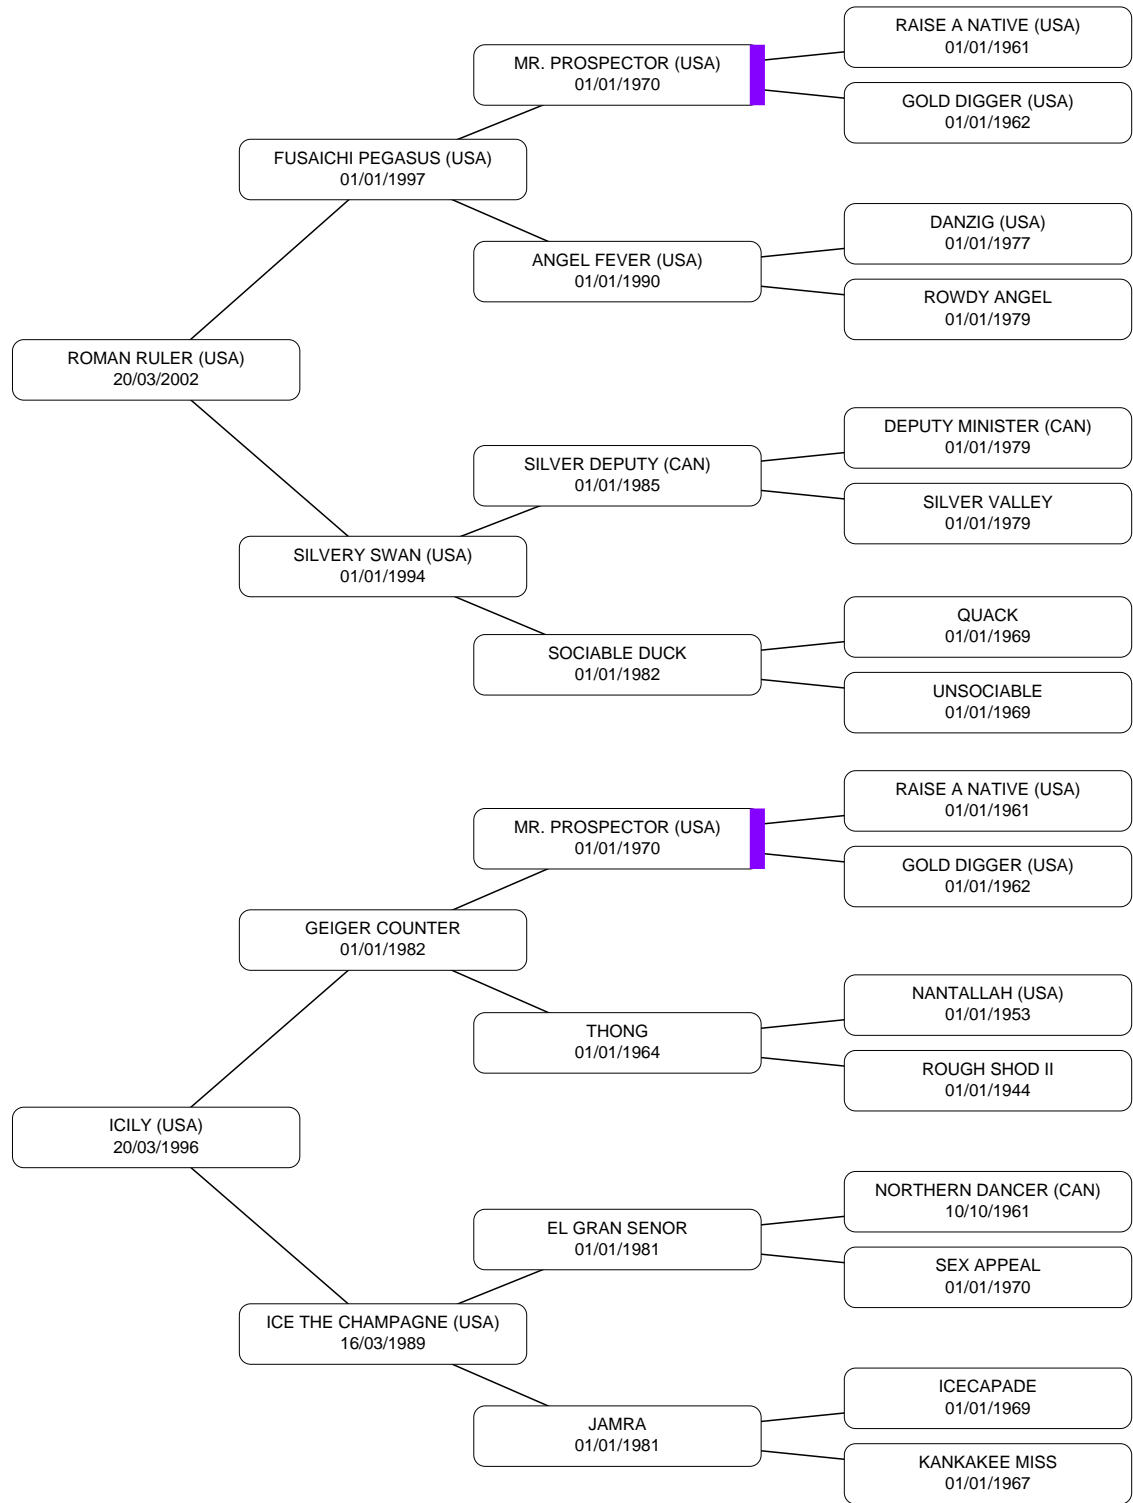 RAISE A NATIVE (USA)
01/01/1961
MR. PROSPECTOR (USA)
01/01/1970
GOLD DIGGER (USA)
01/01/1962
FUSAICHI PEGASUS (USA)
01/01/1997
DANZIG (USA)
01/01/1977
ANGEL FEVER (USA)
01/01/1990
ROWDY ANGEL
01/01/1979
ROMAN RULER (USA)
20/03/2002
DEPUTY MINISTER (CAN)
01/01/1979
SILVER DEPUTY (CAN)
01/01/1985
SILVER VALLEY
01/01/1979
SILVERY SWAN (USA)
01/01/1994
QUACK
01/01/1969
SOCIABLE DUCK
01/01/1982
UNSOCIABLE
01/01/1969
RAISE A NATIVE (USA)
01/01/1961
MR. PROSPECTOR (USA)
01/01/1970
GOLD DIGGER (USA)
01/01/1962
GEIGER COUNTER
01/01/1982
NANTALLAH (USA)
01/01/1953
THONG
01/01/1964
ROUGH SHOD II
01/01/1944
ICILY (USA)
20/03/1996
NORTHERN DANCER (CAN)
10/10/1961
EL GRAN SENOR
01/01/1981
SEX APPEAL
01/01/1970
ICE THE CHAMPAGNE (USA)
16/03/1989
ICECAPADE
01/01/1969
JAMRA
01/01/1981
KANKAKEE MISS
01/01/1967